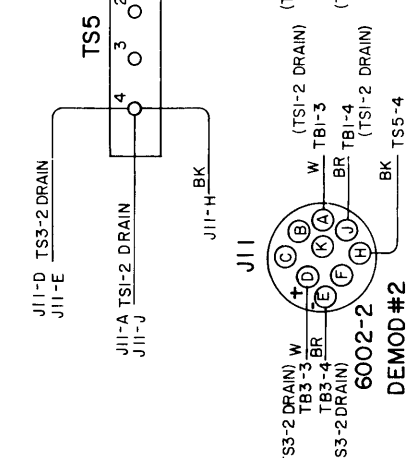 TS5
2
3
4
J11-D TS3-2 DRAIN
J11-E
J11-A TS1-2 DRAIN
J11-J
BK
J11-H
(TS1-2 DRAIN)
W TB1-3
BR TB1-4
(TS1-2 DRAIN)
BK TS5-4
J11
A
B
C
D
E
F
H
J
K
+
-
TB3-3 W
TB3-4 BR
S3-2 DRAIN)
S3-2 DRAIN)
6002-2
DEMOD #2